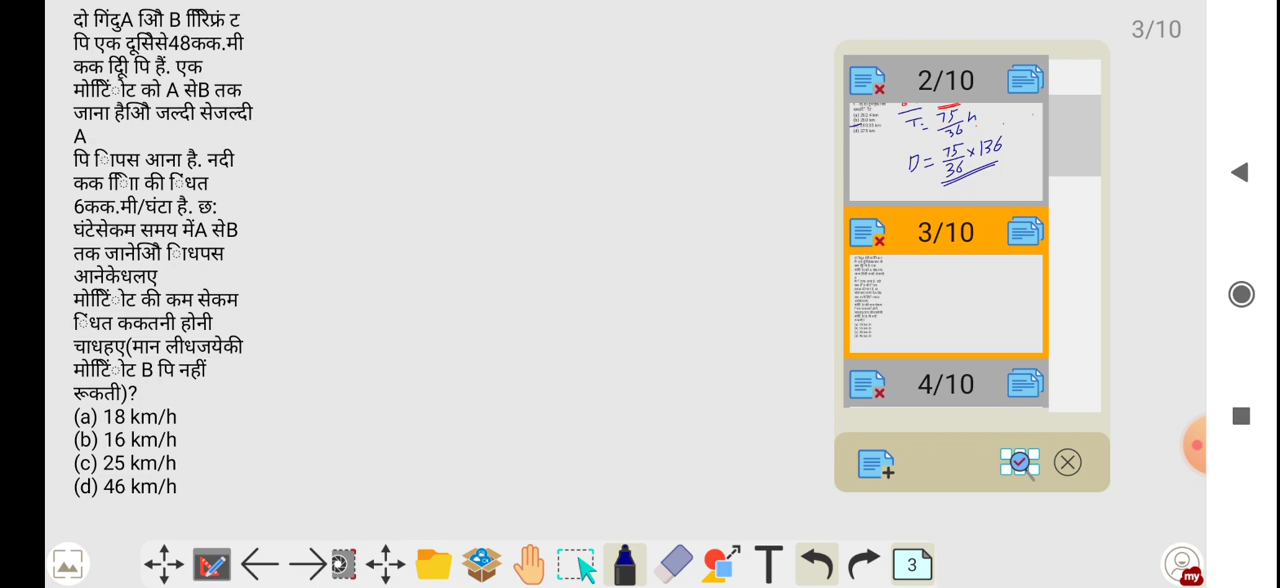 दो गिंदुA औि B रििफ्रं ट
पि एक दूसिेसे48कक.मी
कक दूिी पि हैं. एक
मोटििोट को A सेB तक
जाना हैऔि जल्दी सेजल्दी
A
पि िापस आना है. नदी
कक िािा की िंधत
6कक.मी/घंटा है. छ:
घंटेसेकम समय मेंA सेB
तक जानेऔि िाधपस
आनेकेधलए
मोटििोट की कम सेकम
िंधत ककतनी होनी
चाधहए(मान लीधजयेकी
मोटििोट B पि नहीं
रूकती)?
(a) 18 km/h
(b) 16 km/h
(c) 25 km/h
(d) 46 km/h
3/10
2/10
T = 75/36 h
D = 75/36 × 136
3/10
4/10
T
3
my